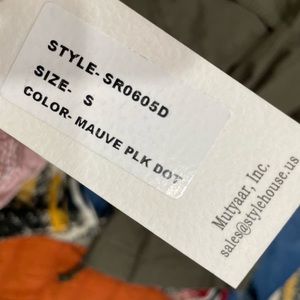 STYLE- SR0605D
SIZE- S
COLOR- MAUVE PLK DOT
Mutyaar, Inc.
sales@stylehouse.us